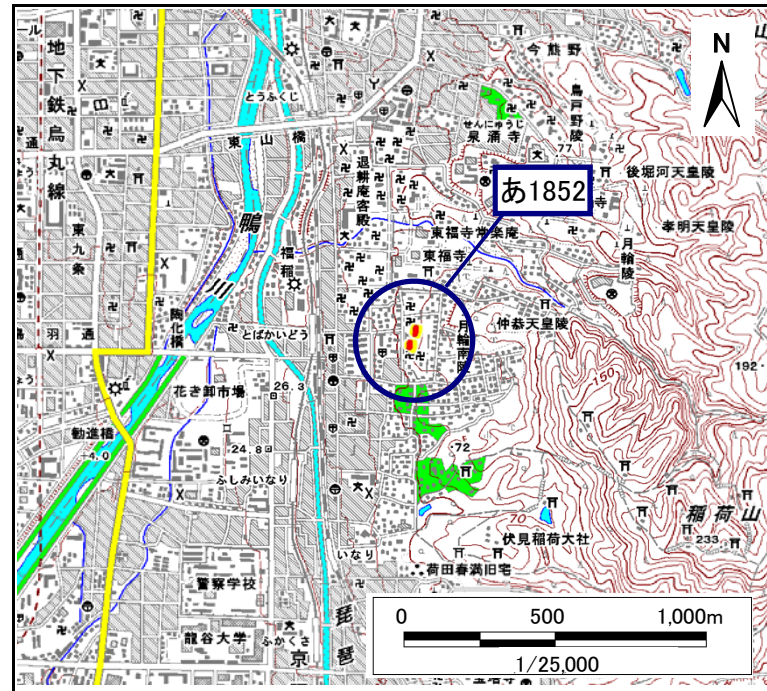 ール
地下鉄烏丸線
今熊野
鳥戸野陵
とうふくじ
せんにゅうじ
泉涌寺
77
通
東山橋
退耕庵客殿
後堀河天皇陵
孝明天皇陵
月輪陵
寺
N
あ1852
東九条
鴨川
福稲
東福寺常楽庵
東福寺
仲恭天皇陵
月輪南陵
陶化橋
とばかいどう
通
192
150
花き卸市場
26.3
勧進橋
4.0
24.8
ふしみいなり
72
稲荷山
233
伏見稲荷大社
いなり
荷田春満旧宅
警察学校
龍谷大学
ふかくさ
京
琵琶
0
500
1,000m
1/25,000